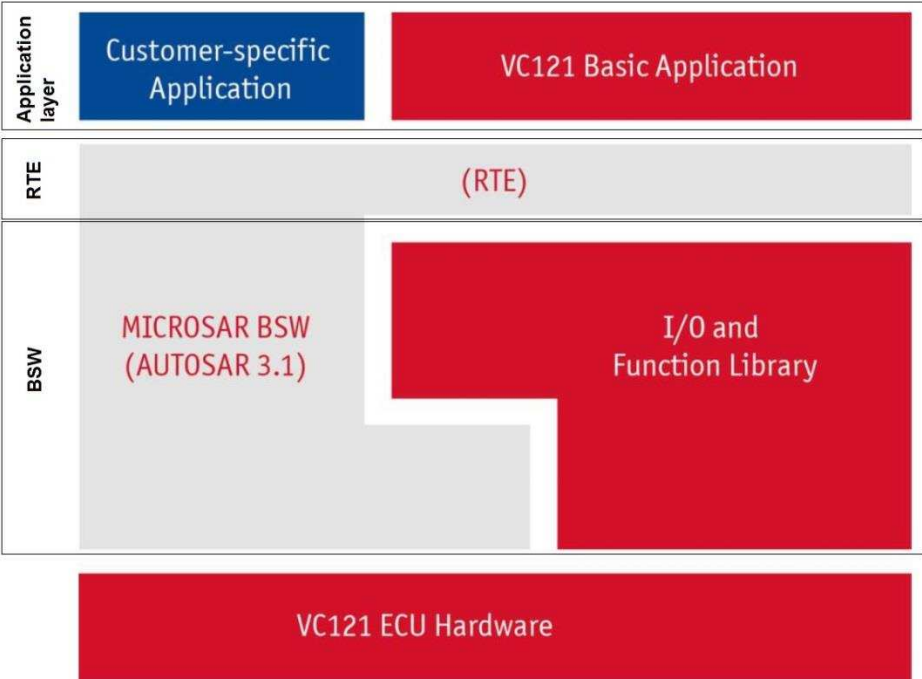 Application
layer
Customer-specific
Application
VC121 Basic Application
RTE
(RTE)
BSW
MICROSAR BSW
(AUTOSAR 3.1)
I/O and
Function Library
VC121 ECU Hardware